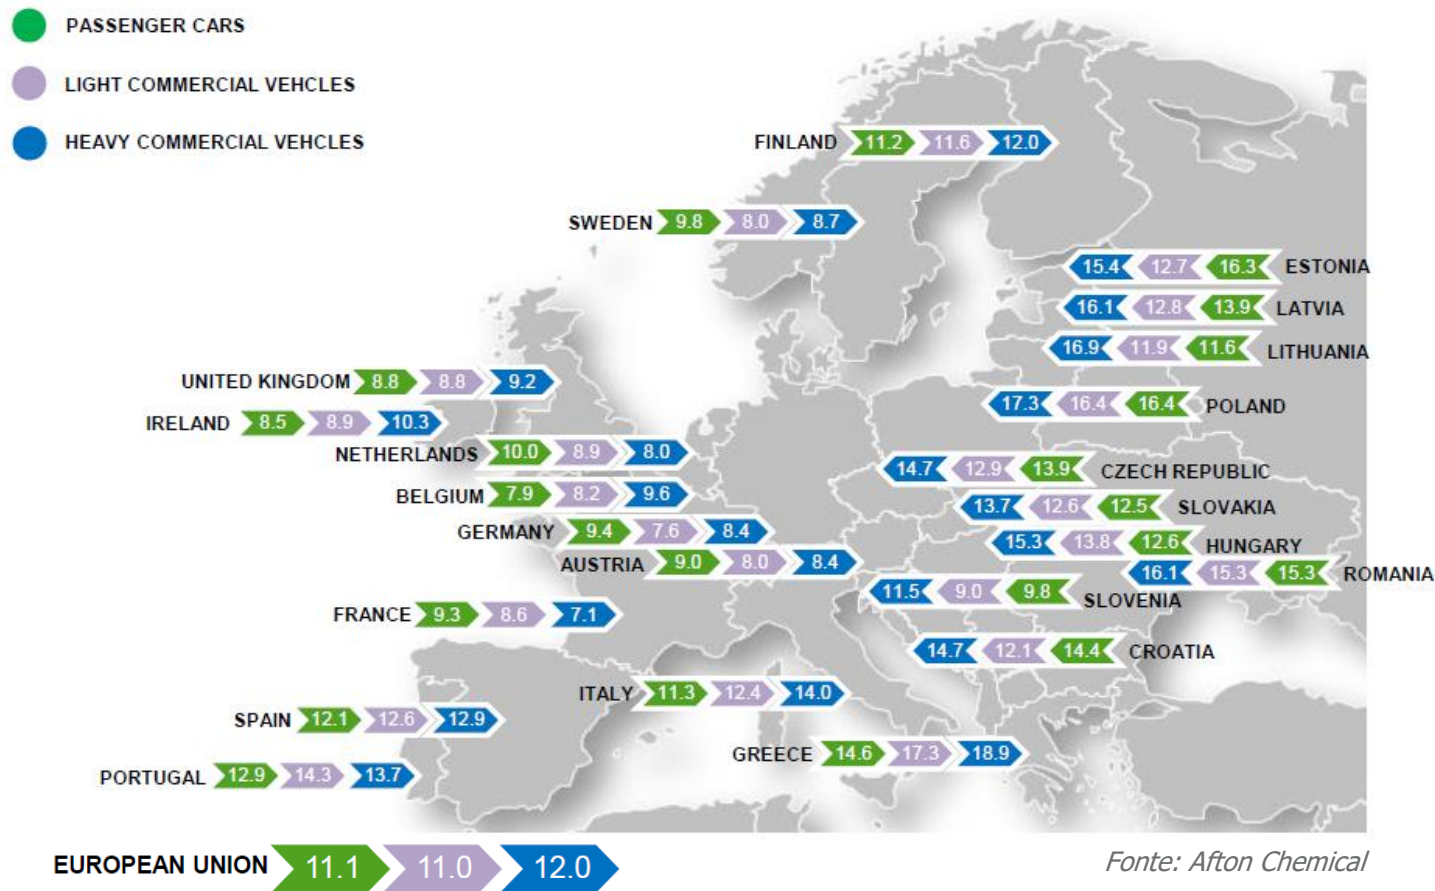 PASSENGER CARS
LIGHT COMMERCIAL VEHCLES
HEAVY COMMERCIAL VEHCLES
FINLAND 11.2 11.6 12.0
SWEDEN 9.8 8.0 8.7
15.4 12.7 16.3 ESTONIA
16.1 12.8 13.9 LATVIA
16.9 11.9 11.6 LITHUANIA
UNITED KINGDOM 8.8 8.8 9.2
17.3 16.4 16.4 POLAND
IRELAND 8.5 8.9 10.3
NETHERLANDS 10.0 8.9 8.0
14.7 12.9 13.9 CZECH REPUBLIC
BELGIUM 7.9 8.2 9.6
13.7 12.6 12.5 SLOVAKIA
GERMANY 9.4 7.6 8.4
15.3 13.8 12.6 HUNGARY
AUSTRIA 9.0 8.0 8.4
16.1 15.3 15.3 ROMANIA
11.5 9.0 9.8 SLOVENIA
FRANCE 9.3 8.6 7.1
14.7 12.1 14.4 CROATIA
ITALY 11.3 12.4 14.0
SPAIN 12.1 12.6 12.9
GREECE 14.6 17.3 18.9
PORTUGAL 12.9 14.3 13.7
EUROPEAN UNION 11.1 11.0 12.0
Fonte: Afton Chemical